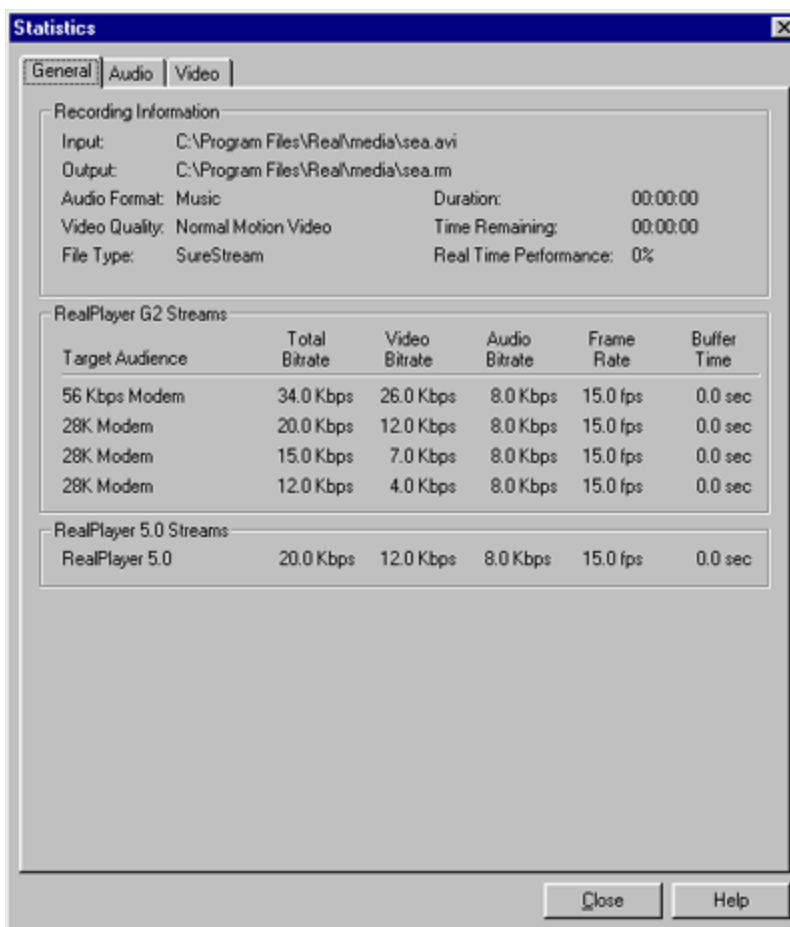 Statistics
General Audio Video
Recording Information
Input: C:\Program Files\Real\media\sea.avi
Output: C:\Program Files\Real\media\sea.rm
Audio Format: Music Duration: 00:00:00
Video Quality: Normal Motion Video Time Remaining: 00:00:00
File Type: SureStream Real Time Performance: 0%
RealPlayer G2 Streams
Total Video Audio Frame Buffer
Target Audience Bitrate Bitrate Bitrate Rate Time
56 Kbps Modem 34.0 Kbps 26.0 Kbps 8.0 Kbps 15.0 fps 0.0 sec
28K Modem 20.0 Kbps 12.0 Kbps 8.0 Kbps 15.0 fps 0.0 sec
28K Modem 15.0 Kbps 7.0 Kbps 8.0 Kbps 15.0 fps 0.0 sec
28K Modem 12.0 Kbps 4.0 Kbps 8.0 Kbps 15.0 fps 0.0 sec
RealPlayer 5.0 Streams
RealPlayer 5.0 20.0 Kbps 12.0 Kbps 8.0 Kbps 15.0 fps 0.0 sec
Close Help